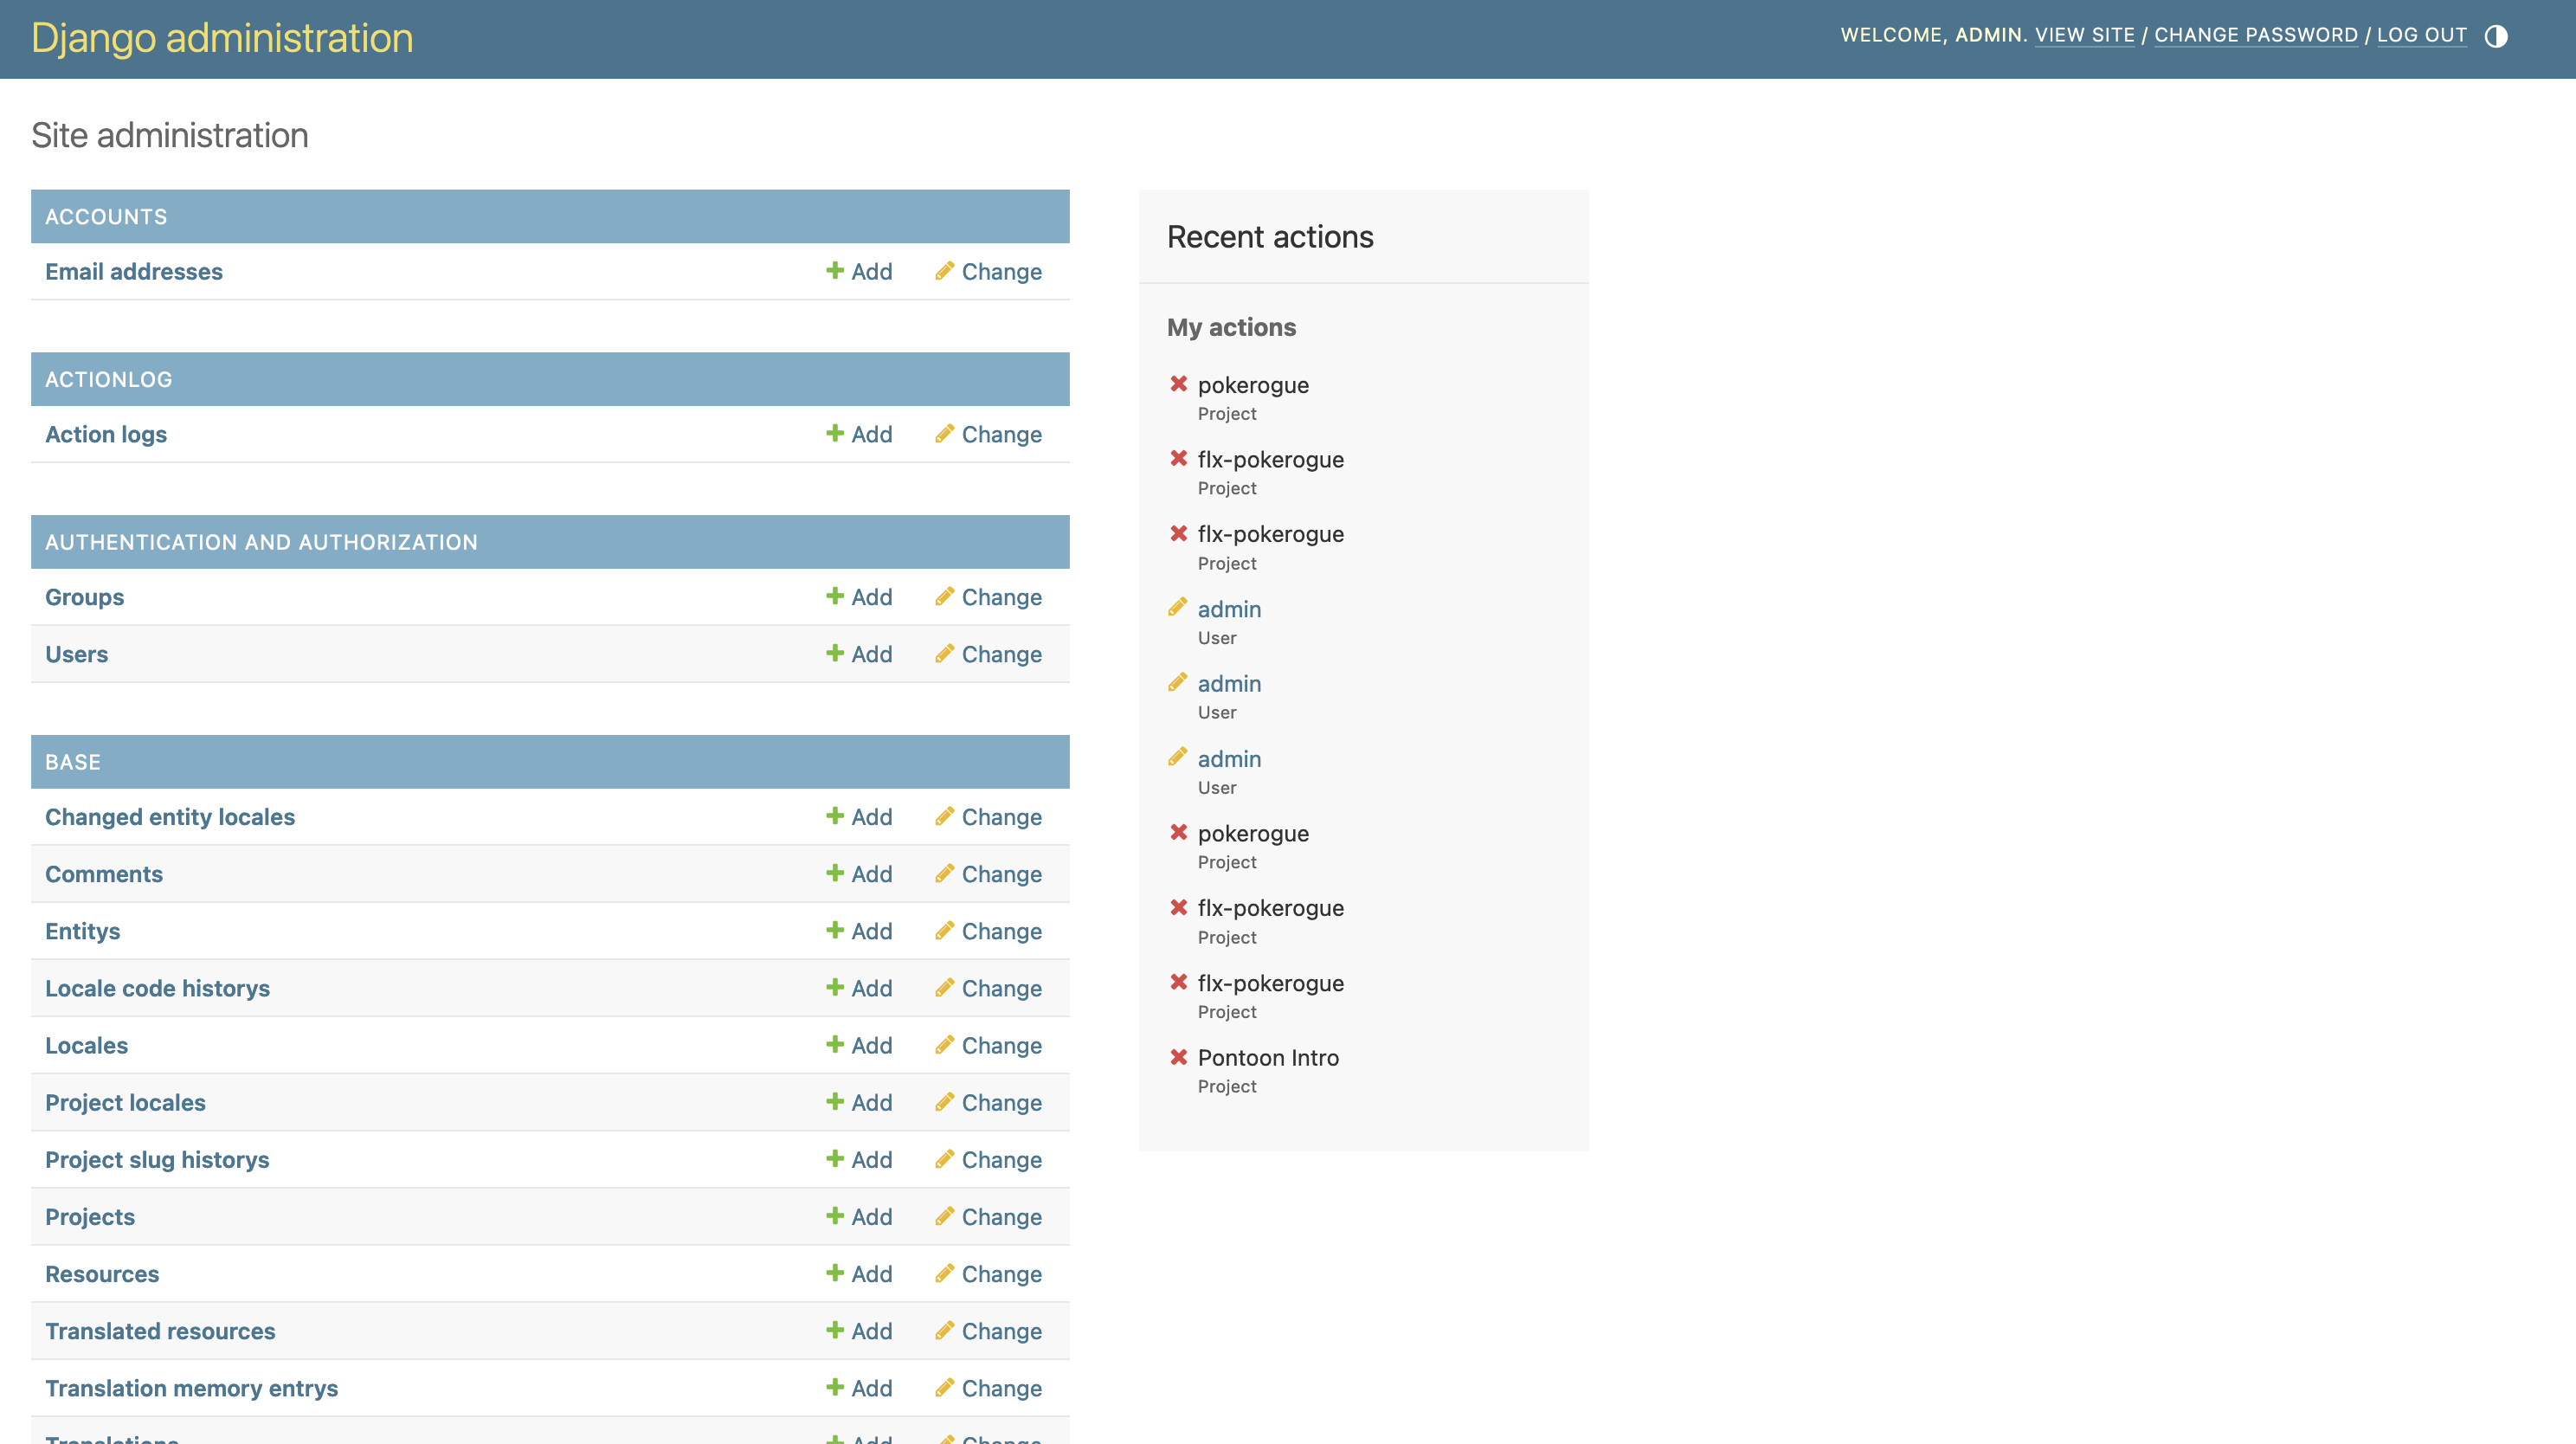 Django administration
WELCOME, ADMIN. VIEW SITE / CHANGE PASSWORD / LOG OUT
Site administration
ACCOUNTS
Email addresses Add Change
ACTIONLOG
Action logs Add Change
AUTHENTICATION AND AUTHORIZATION
Groups Add Change
Users Add Change
BASE
Changed entity locales Add Change
Comments Add Change
Entitys Add Change
Locale code historys Add Change
Locales Add Change
Project locales Add Change
Project slug historys Add Change
Projects Add Change
Resources Add Change
Translated resources Add Change
Translation memory entrys Add Change
Translations Add Change
Recent actions
My actions
pokerogue
Project
flx-pokerogue
Project
flx-pokerogue
Project
admin
User
admin
User
admin
User
pokerogue
Project
flx-pokerogue
Project
flx-pokerogue
Project
Pontoon Intro
Project